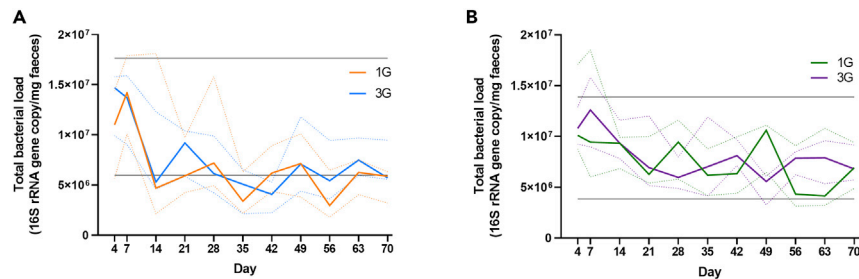 A
Total bacterial load
(16S rRNA gene copy/mg faeces)
2×10⁷
1.5×10⁷
1×10⁷
5×10⁶
0
4 7 14 21 28 35 42 49 56 63 70
Day
1G
3G
B
Total bacterial load
(16S rRNA gene copy/mg faeces)
2×10⁷
1.5×10⁷
1×10⁷
5×10⁶
0
4 7 14 21 28 35 42 49 56 63 70
Day
1G
3G